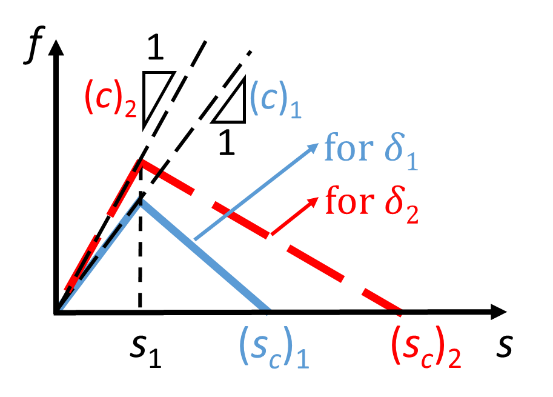 f
1
(c)₂
(c)₁
1
for δ₁
for δ₂
s₁
(s_c)₁
(s_c)₂
s